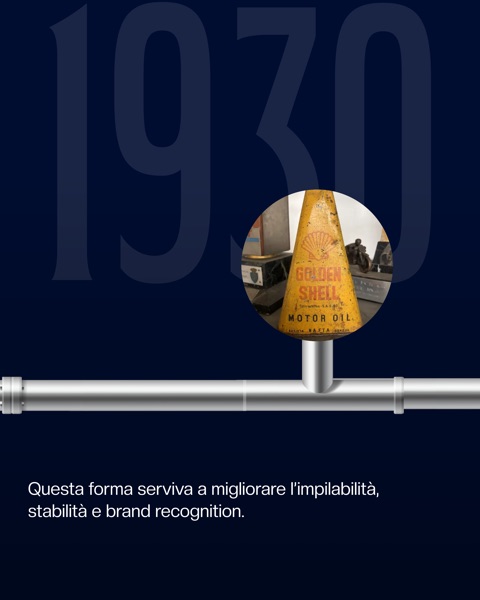 1930
GOLDEN
SHELL
MOTOR OIL
Questa forma serviva a migliorare l'impilabilità,
stabilità e brand recognition.